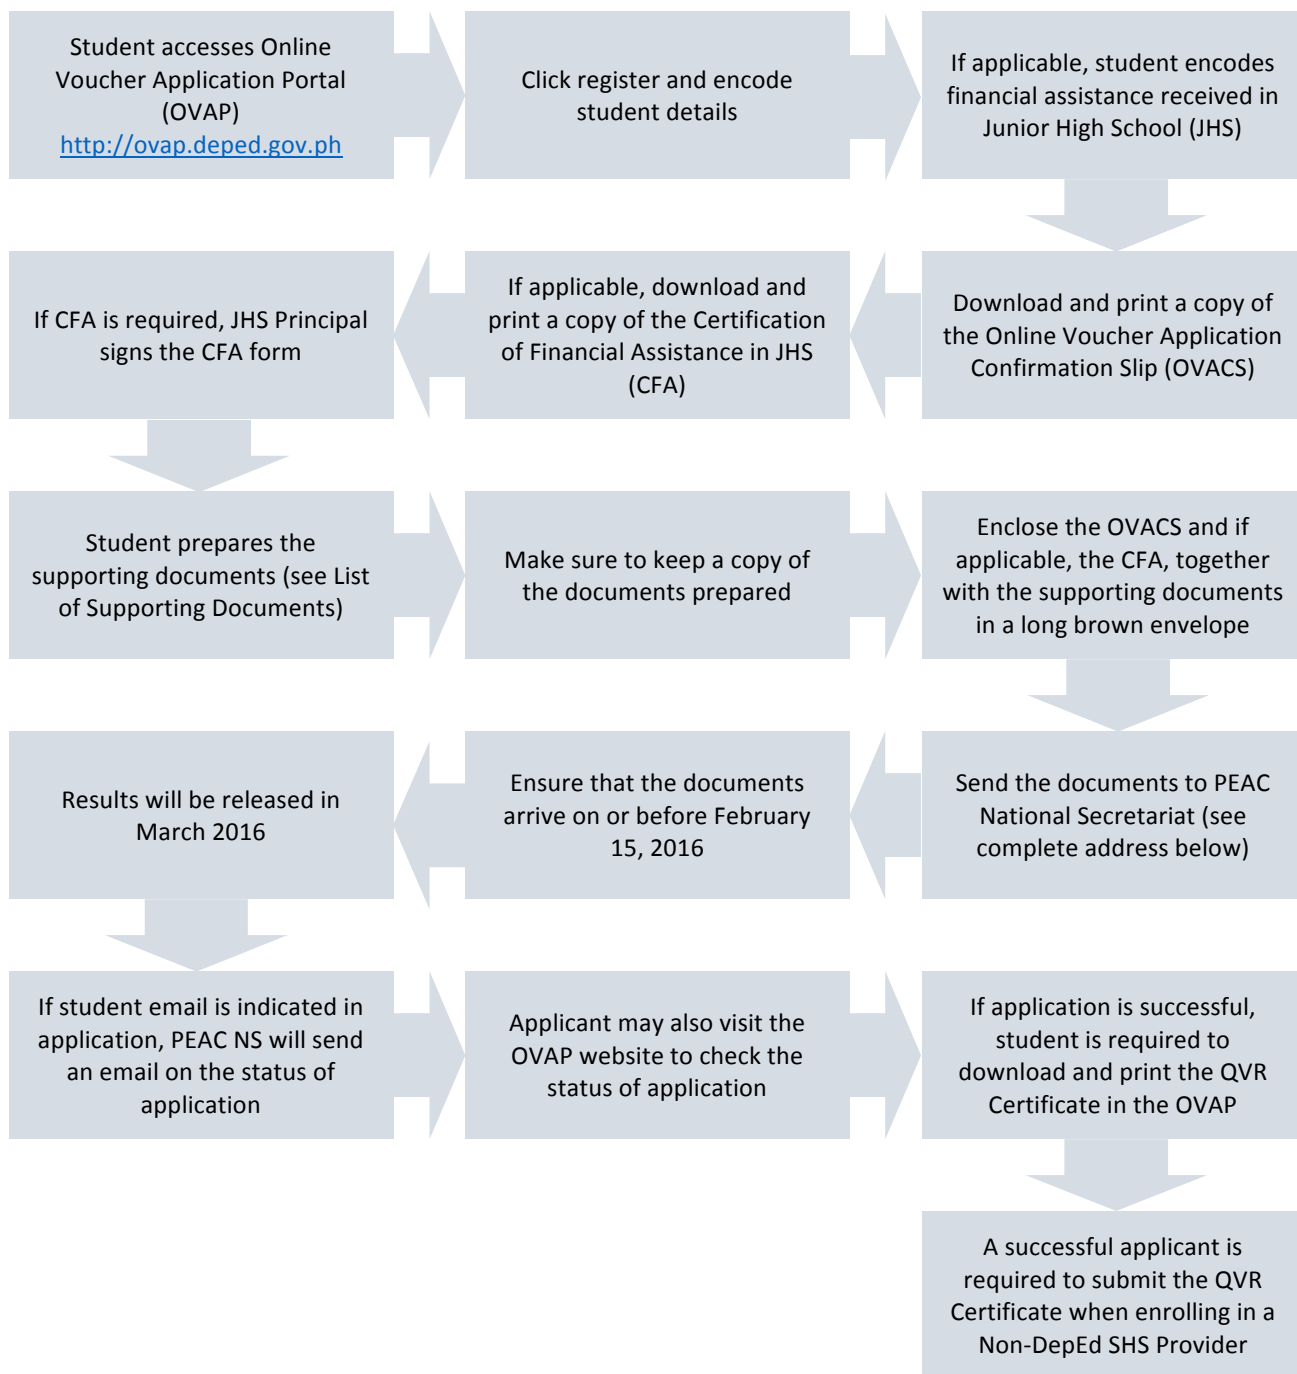 Student accesses Online
Voucher Application Portal
(OVAP)
http://ovap.deped.gov.ph
Click register and encode
student details
If applicable, student encodes
financial assistance received in
Junior High School (JHS)
Download and print a copy of
the Online Voucher Application
Confirmation Slip (OVACS)
If applicable, download and
print a copy of the Certification
of Financial Assistance in JHS
(CFA)
If CFA is required, JHS Principal
signs the CFA form
Student prepares the
supporting documents (see List
of Supporting Documents)
Make sure to keep a copy of
the documents prepared
Enclose the OVACS and if
applicable, the CFA, together
with the supporting documents
in a long brown envelope
Send the documents to PEAC
National Secretariat (see
complete address below)
Ensure that the documents
arrive on or before February
15, 2016
Results will be released in
March 2016
If student email is indicated in
application, PEAC NS will send
an email on the status of
application
Applicant may also visit the
OVAP website to check the
status of application
If application is successful,
student is required to
download and print the QVR
Certificate in the OVAP
A successful applicant is
required to submit the QVR
Certificate when enrolling in a
Non-DepEd SHS Provider